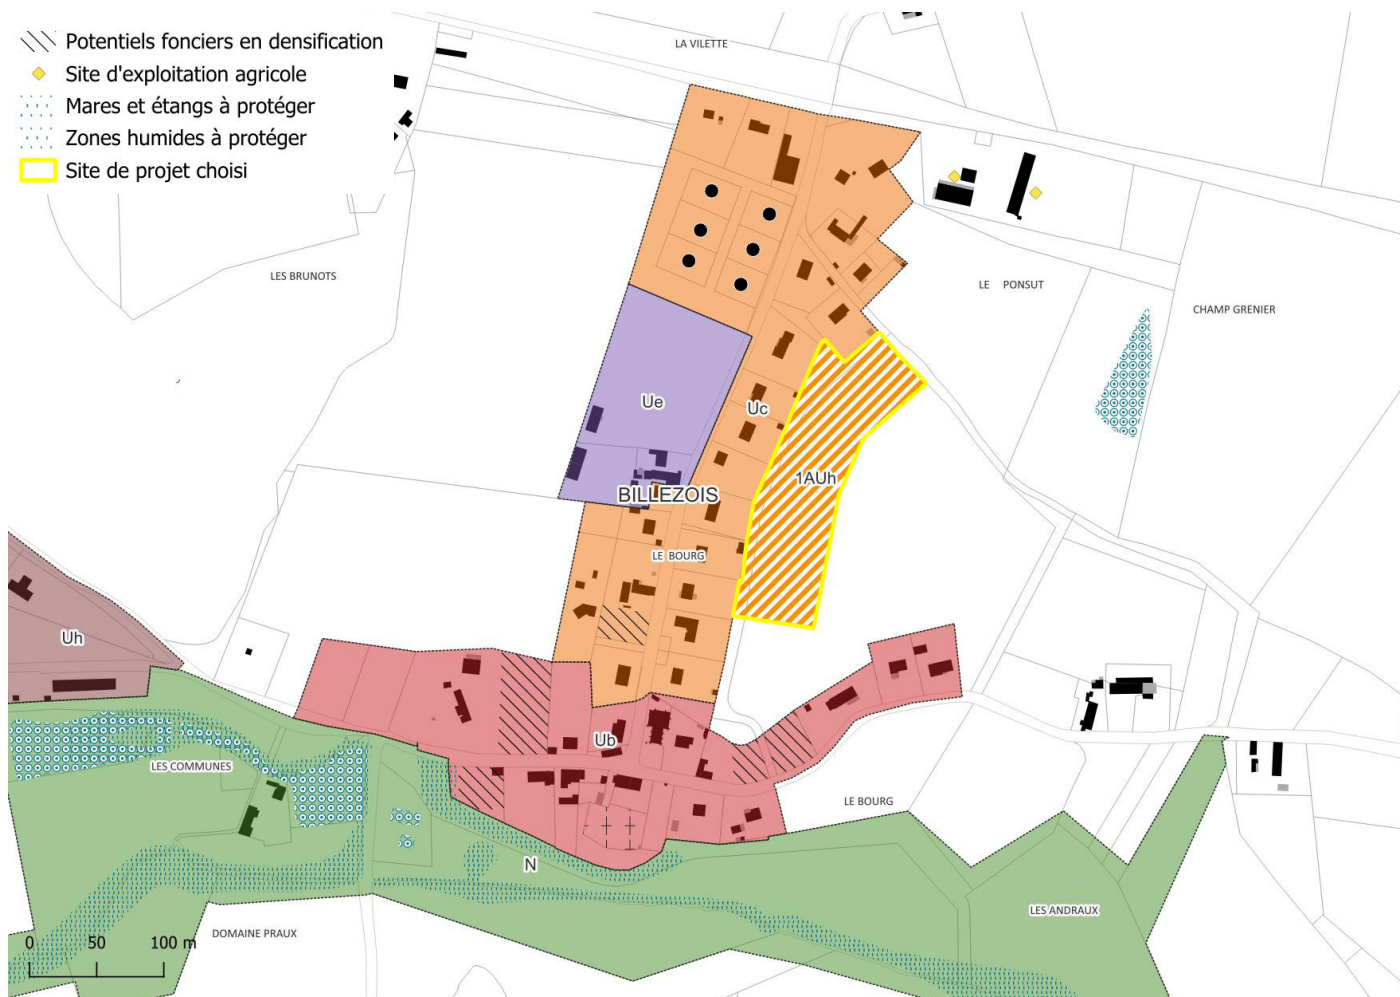 Potentiels fonciers en densification
Site d'exploitation agricole
Mares et étangs à protéger
Zones humides à protéger
Site de projet choisi
LA VILETTE
LES BRUNOTS
LE PONSUT
CHAMP GRENIER
Ue
Uc
1AUh
BILLEZOIS
LE BOURG
Uh
Ub
LES COMMUNES
LE BOURG
N
LES ANDRAUX
DOMAINE PRAUX
0 50 100 m